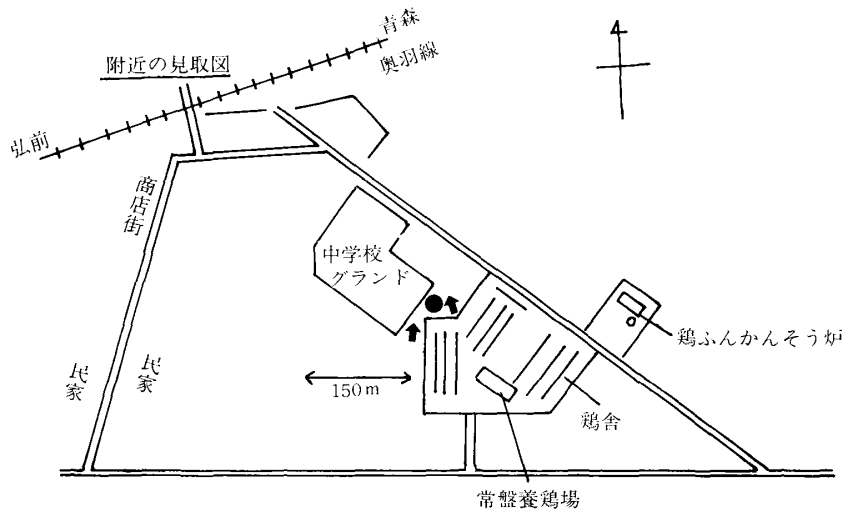 附近の見取図
青森
奥羽線
弘前
商店街
中学校
グランド
民家
民家
150m
鶏ふんかんそう炉
鶏舎
常盤養鶏場